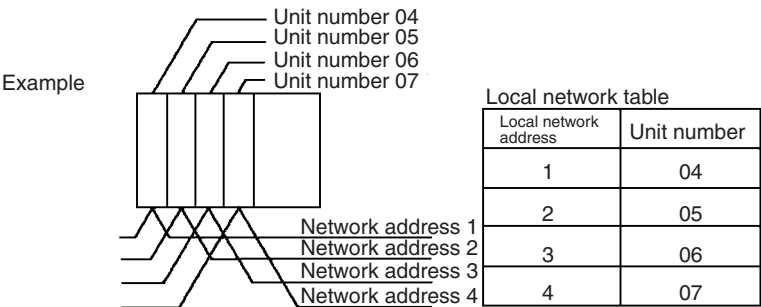 Unit number 04
Unit number 05
Unit number 06
Unit number 07
Example
Network address 1
Network address 2
Network address 3
Network address 4
Local network table
Local network address Unit number
1 04
2 05
3 06
4 07